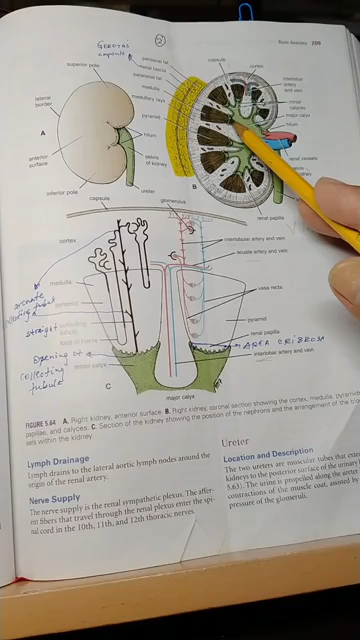 Basic Anatomy 209
GEROTA'S
capsule
2
perirenal fat
renal fascia
pararenal fat
medulla
medullary rays
pyramid
capsule
cortex
interlobar
artery
and vein
minor
calyces
major calyx
hilum
renal vessels
renal papilla
superior pole
lateral
border
A
anterior
surface
inferior pole
hilum
pelvis
of kidney
ureter
B
capsule
glomerulus
cortex
medulla
pyramid
straight
collecting
tubule
loop of Henle
opening of
collecting
tubule
minor calyx
C
major calyx
interlobular artery and vein
arcuate artery and vein
vasa recta
pyramid
renal papilla
AREA CRIBROSA
interlobar artery and vein
FIGURE 5.64 A. Right kidney, anterior surface. B. Right kidney, coronal section showing the cortex, medulla, pyramids,
papillae, and calyces. C. Section of the kidney showing the position of the nephrons and the arrangement of the
sels within the kidney.
Lymph Drainage
Lymph drains to the lateral aortic lymph nodes around the
origin of the renal artery.
Nerve Supply
The nerve supply is the renal sympathetic plexus. The affer-
ent fibers that travel through the renal plexus enter the spi-
nal cord in the 10th, 11th, and 12th thoracic nerves.
Ureter
Location and Description
The two ureters are muscular tubes that
kidneys to the posterior surface of the urinary
5.63). The urine is propelled along the ureter
contractions of the muscle coat, assisted by
pressure of the glomeruli.